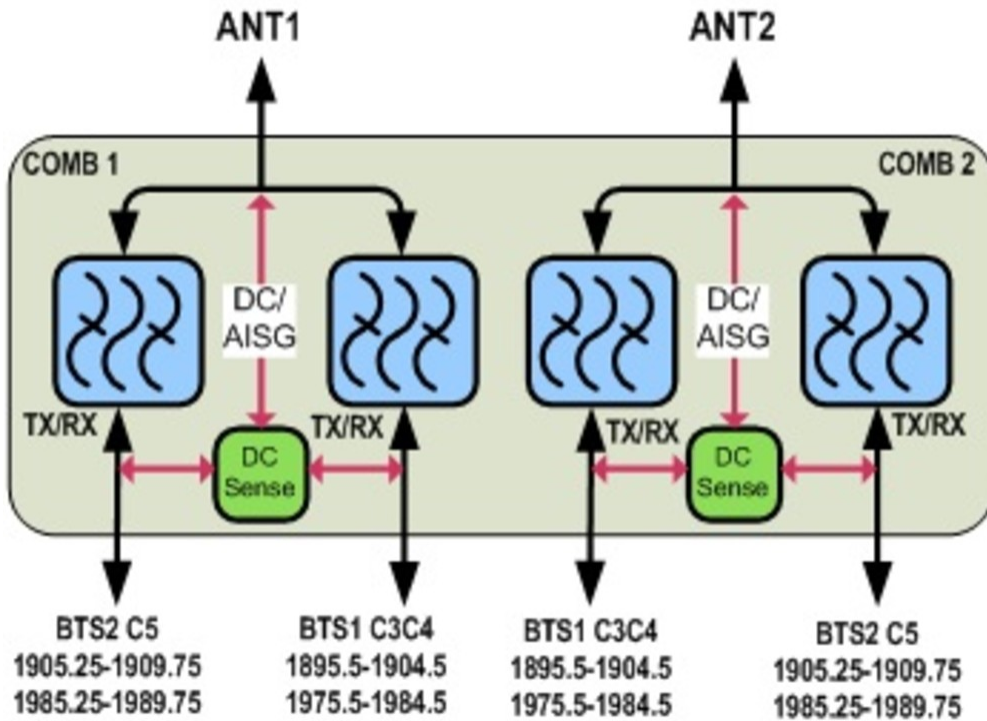 ANT1
ANT2
COMB 1
COMB 2
DC/
AISG
DC/
AISG
TX/RX
TX/RX
TX/RX
TX/RX
DC
Sense
DC
Sense
BTS2 C5
1905.25-1909.75
1985.25-1989.75
BTS1 C3C4
1895.5-1904.5
1975.5-1984.5
BTS1 C3C4
1895.5-1904.5
1975.5-1984.5
BTS2 C5
1905.25-1909.75
1985.25-1989.75